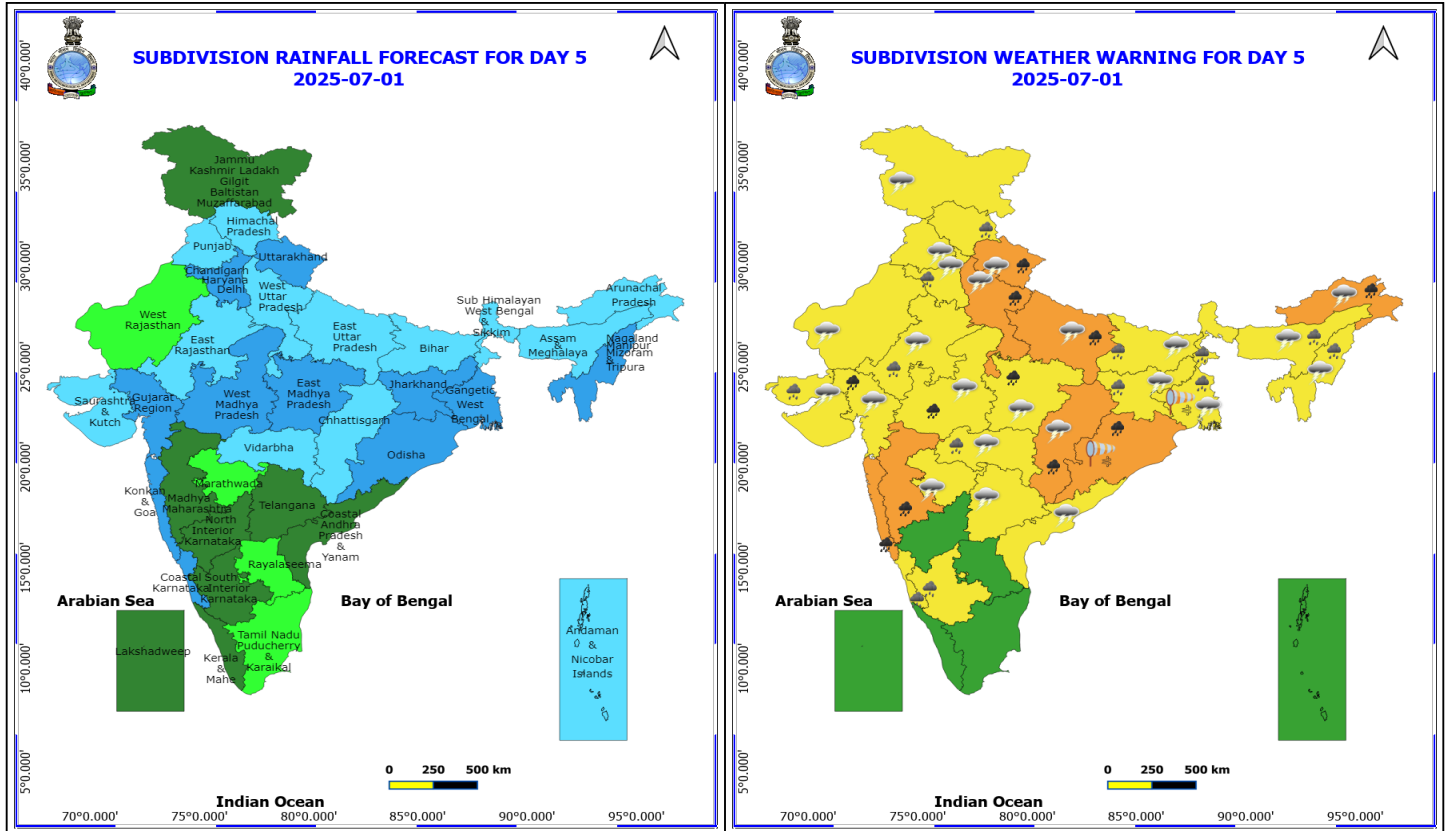 SUBDIVISION RAINFALL FORECAST FOR DAY 5
2025-07-01
40°0.000'
35°0.000'
30°0.000'
25°0.000'
20°0.000'
15°0.000'
10°0.000'
5°0.000'
Jammu
Kashmir Ladakh
Gilgit
Baltistan
Muzaffarabad
Himachal
Pradesh
Punjab
Uttarakhand
Chandigarh
Haryana
Delhi
West
Uttar
Pradesh
West
Rajasthan
East
Rajasthan
East
Uttar
Pradesh
Bihar
Sub Himalayan
West Bengal
&
Sikkim
Arunachal
Pradesh
Assam
&
Meghalaya
Nagaland
Manipur
Mizoram
&
Tripura
Saurashtra
&
Kutch
Gujarat
Region
West
Madhya
Pradesh
East
Madhya
Pradesh
Jharkhand
Gangetic
West
Bengal
Chhattisgarh
Odisha
Vidarbha
Konkan
&
Goa
Madhya
Maharashtra
Marathwada
Telangana
North
Interior
Karnataka
Coastal
Andhra
Pradesh
&
Yanam
Rayalaseema
Coastal
Karnataka
South
Interior
Karnataka
Tamil Nadu
Puducherry
&
Karaikal
Kerala
&
Mahe
Lakshadweep
Arabian Sea
Bay of Bengal
Andaman
&
Nicobar
Islands
0 250 500 km
Indian Ocean
70°0.000' 75°0.000' 80°0.000' 85°0.000' 90°0.000' 95°0.000'
SUBDIVISION WEATHER WARNING FOR DAY 5
2025-07-01
40°0.000'
35°0.000'
30°0.000'
25°0.000'
20°0.000'
15°0.000'
10°0.000'
5°0.000'
Arabian Sea
Bay of Bengal
0 250 500 km
Indian Ocean
70°0.000' 75°0.000' 80°0.000' 85°0.000' 90°0.000' 95°0.000'